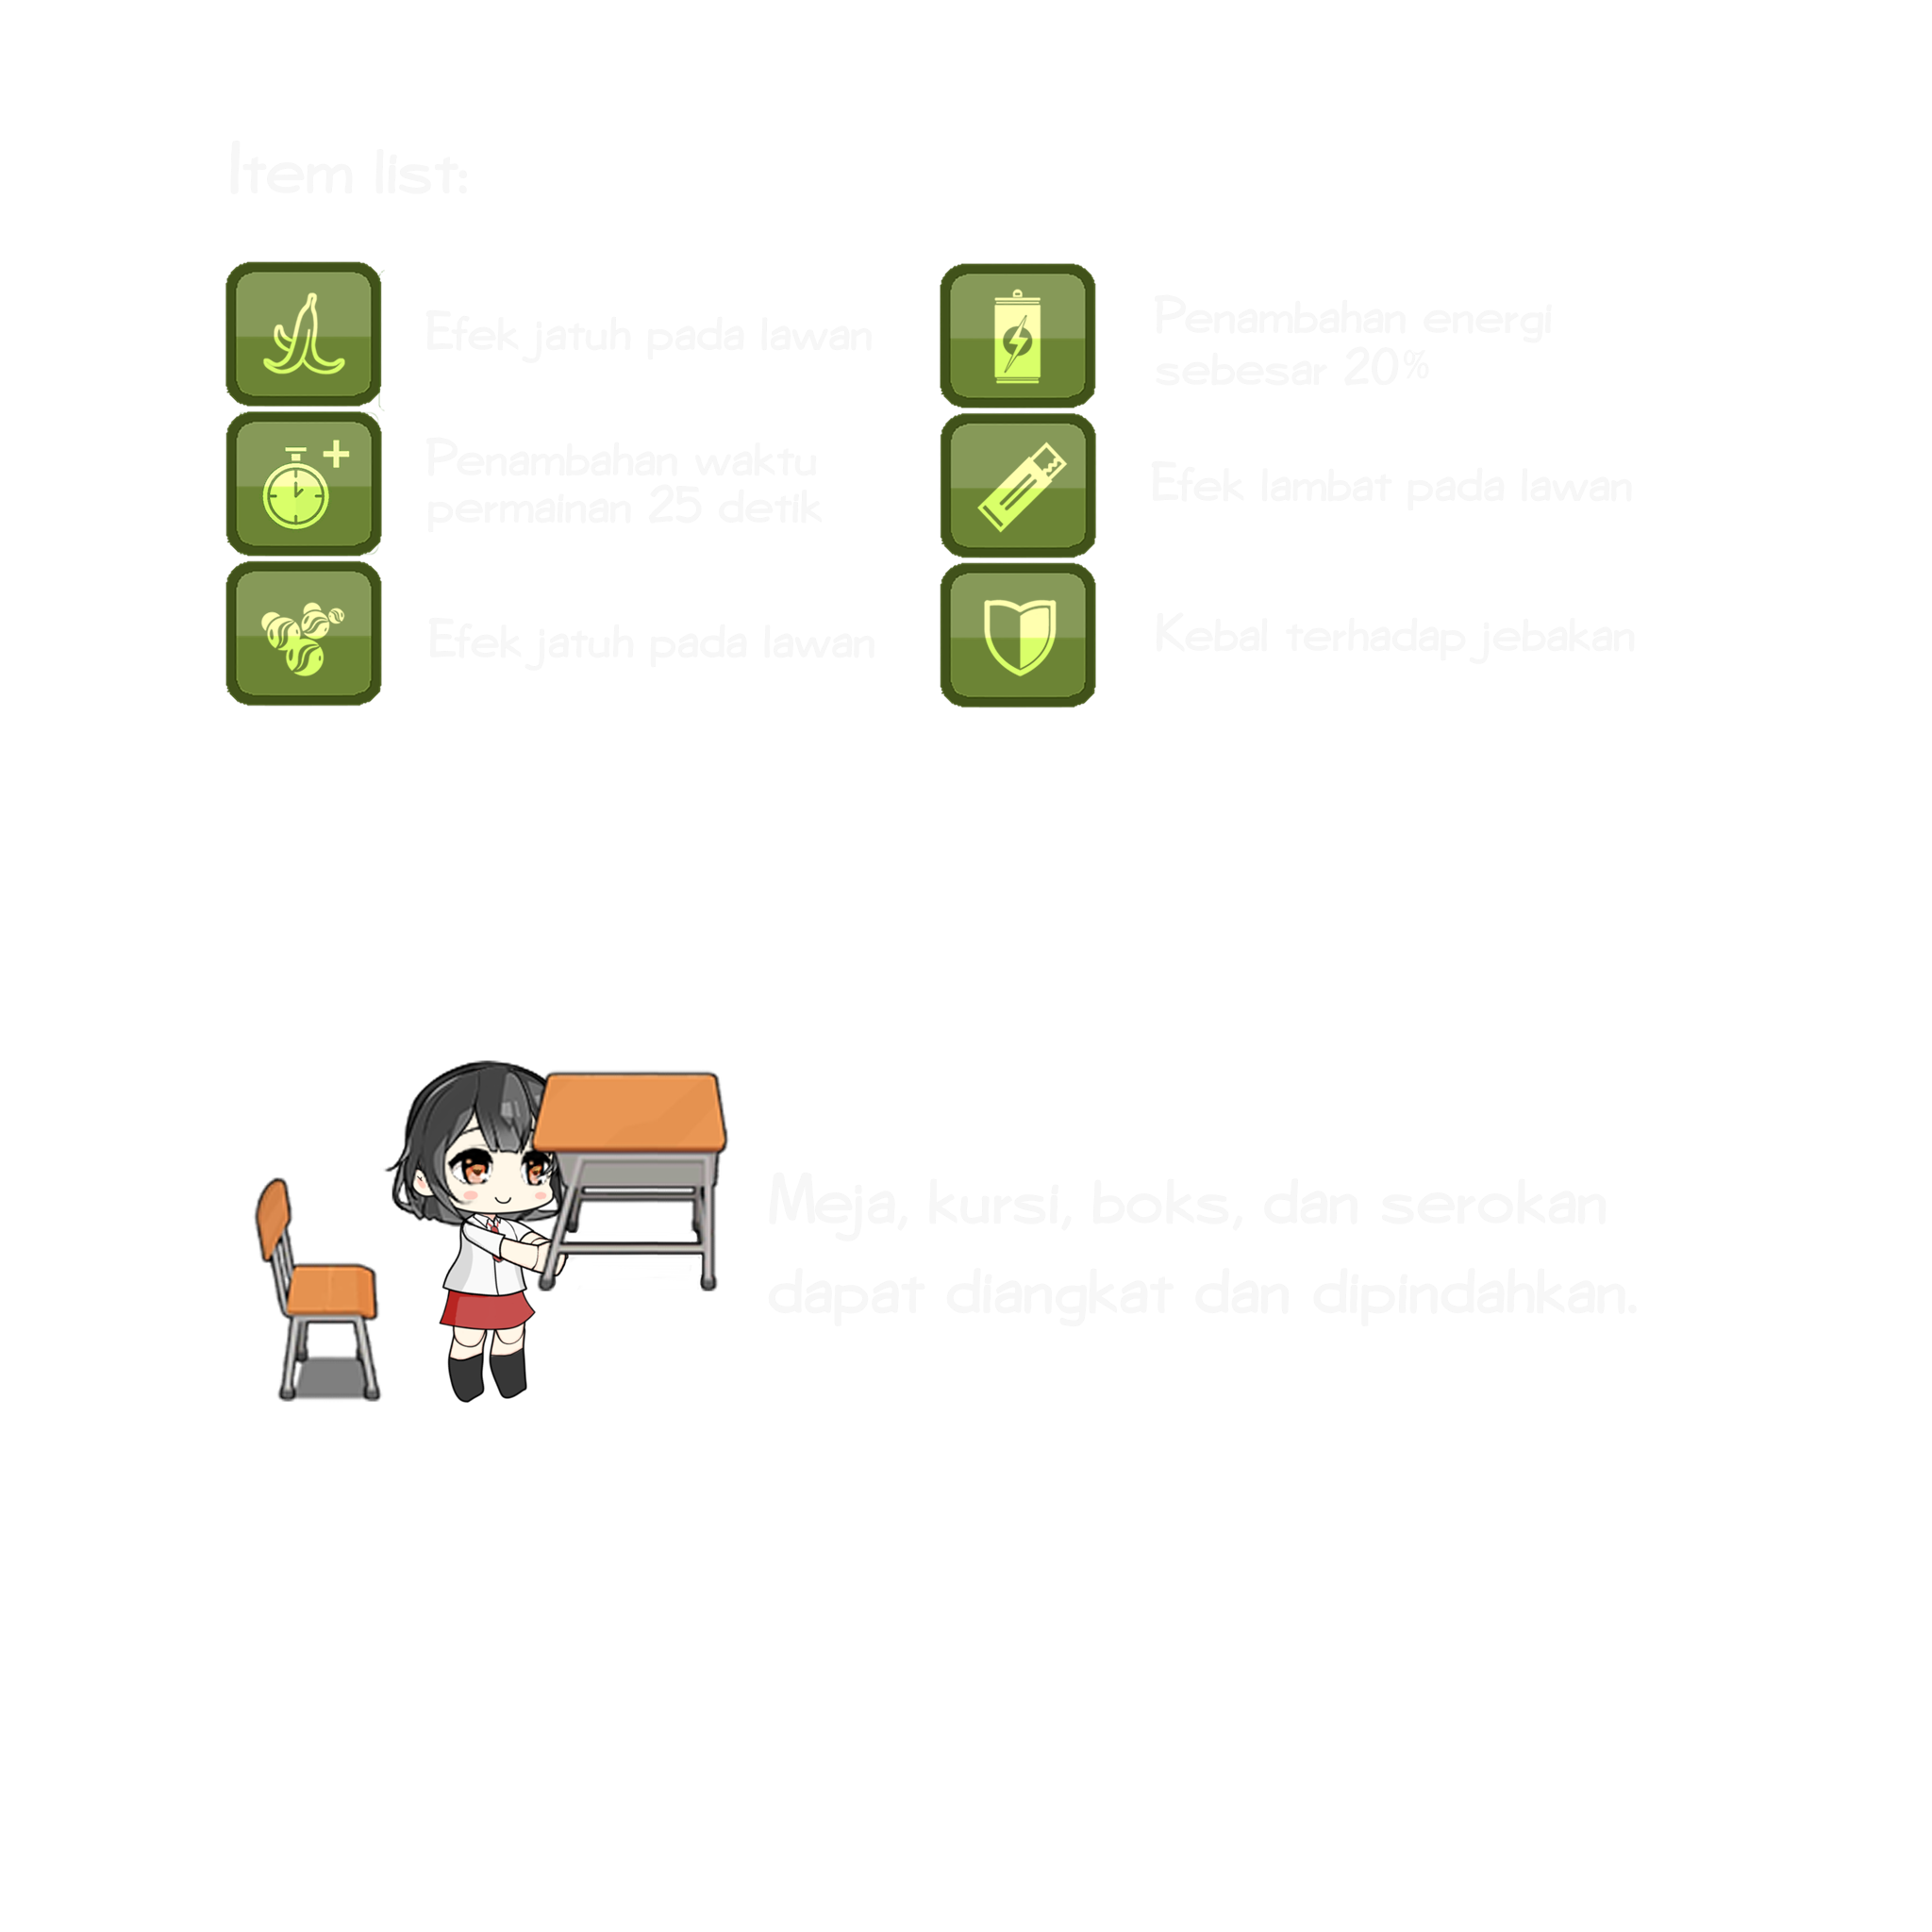 Item list:
Efek jatuh pada lawan
Penambahan waktu
permainan 25 detik
Efek jatuh pada lawan
Penambahan energi
sebesar 20%
Efek lambat pada lawan
Kebal terhadap jebakan
Meja, kursi, boks, dan serokan
dapat diangkat dan dipindahkan.